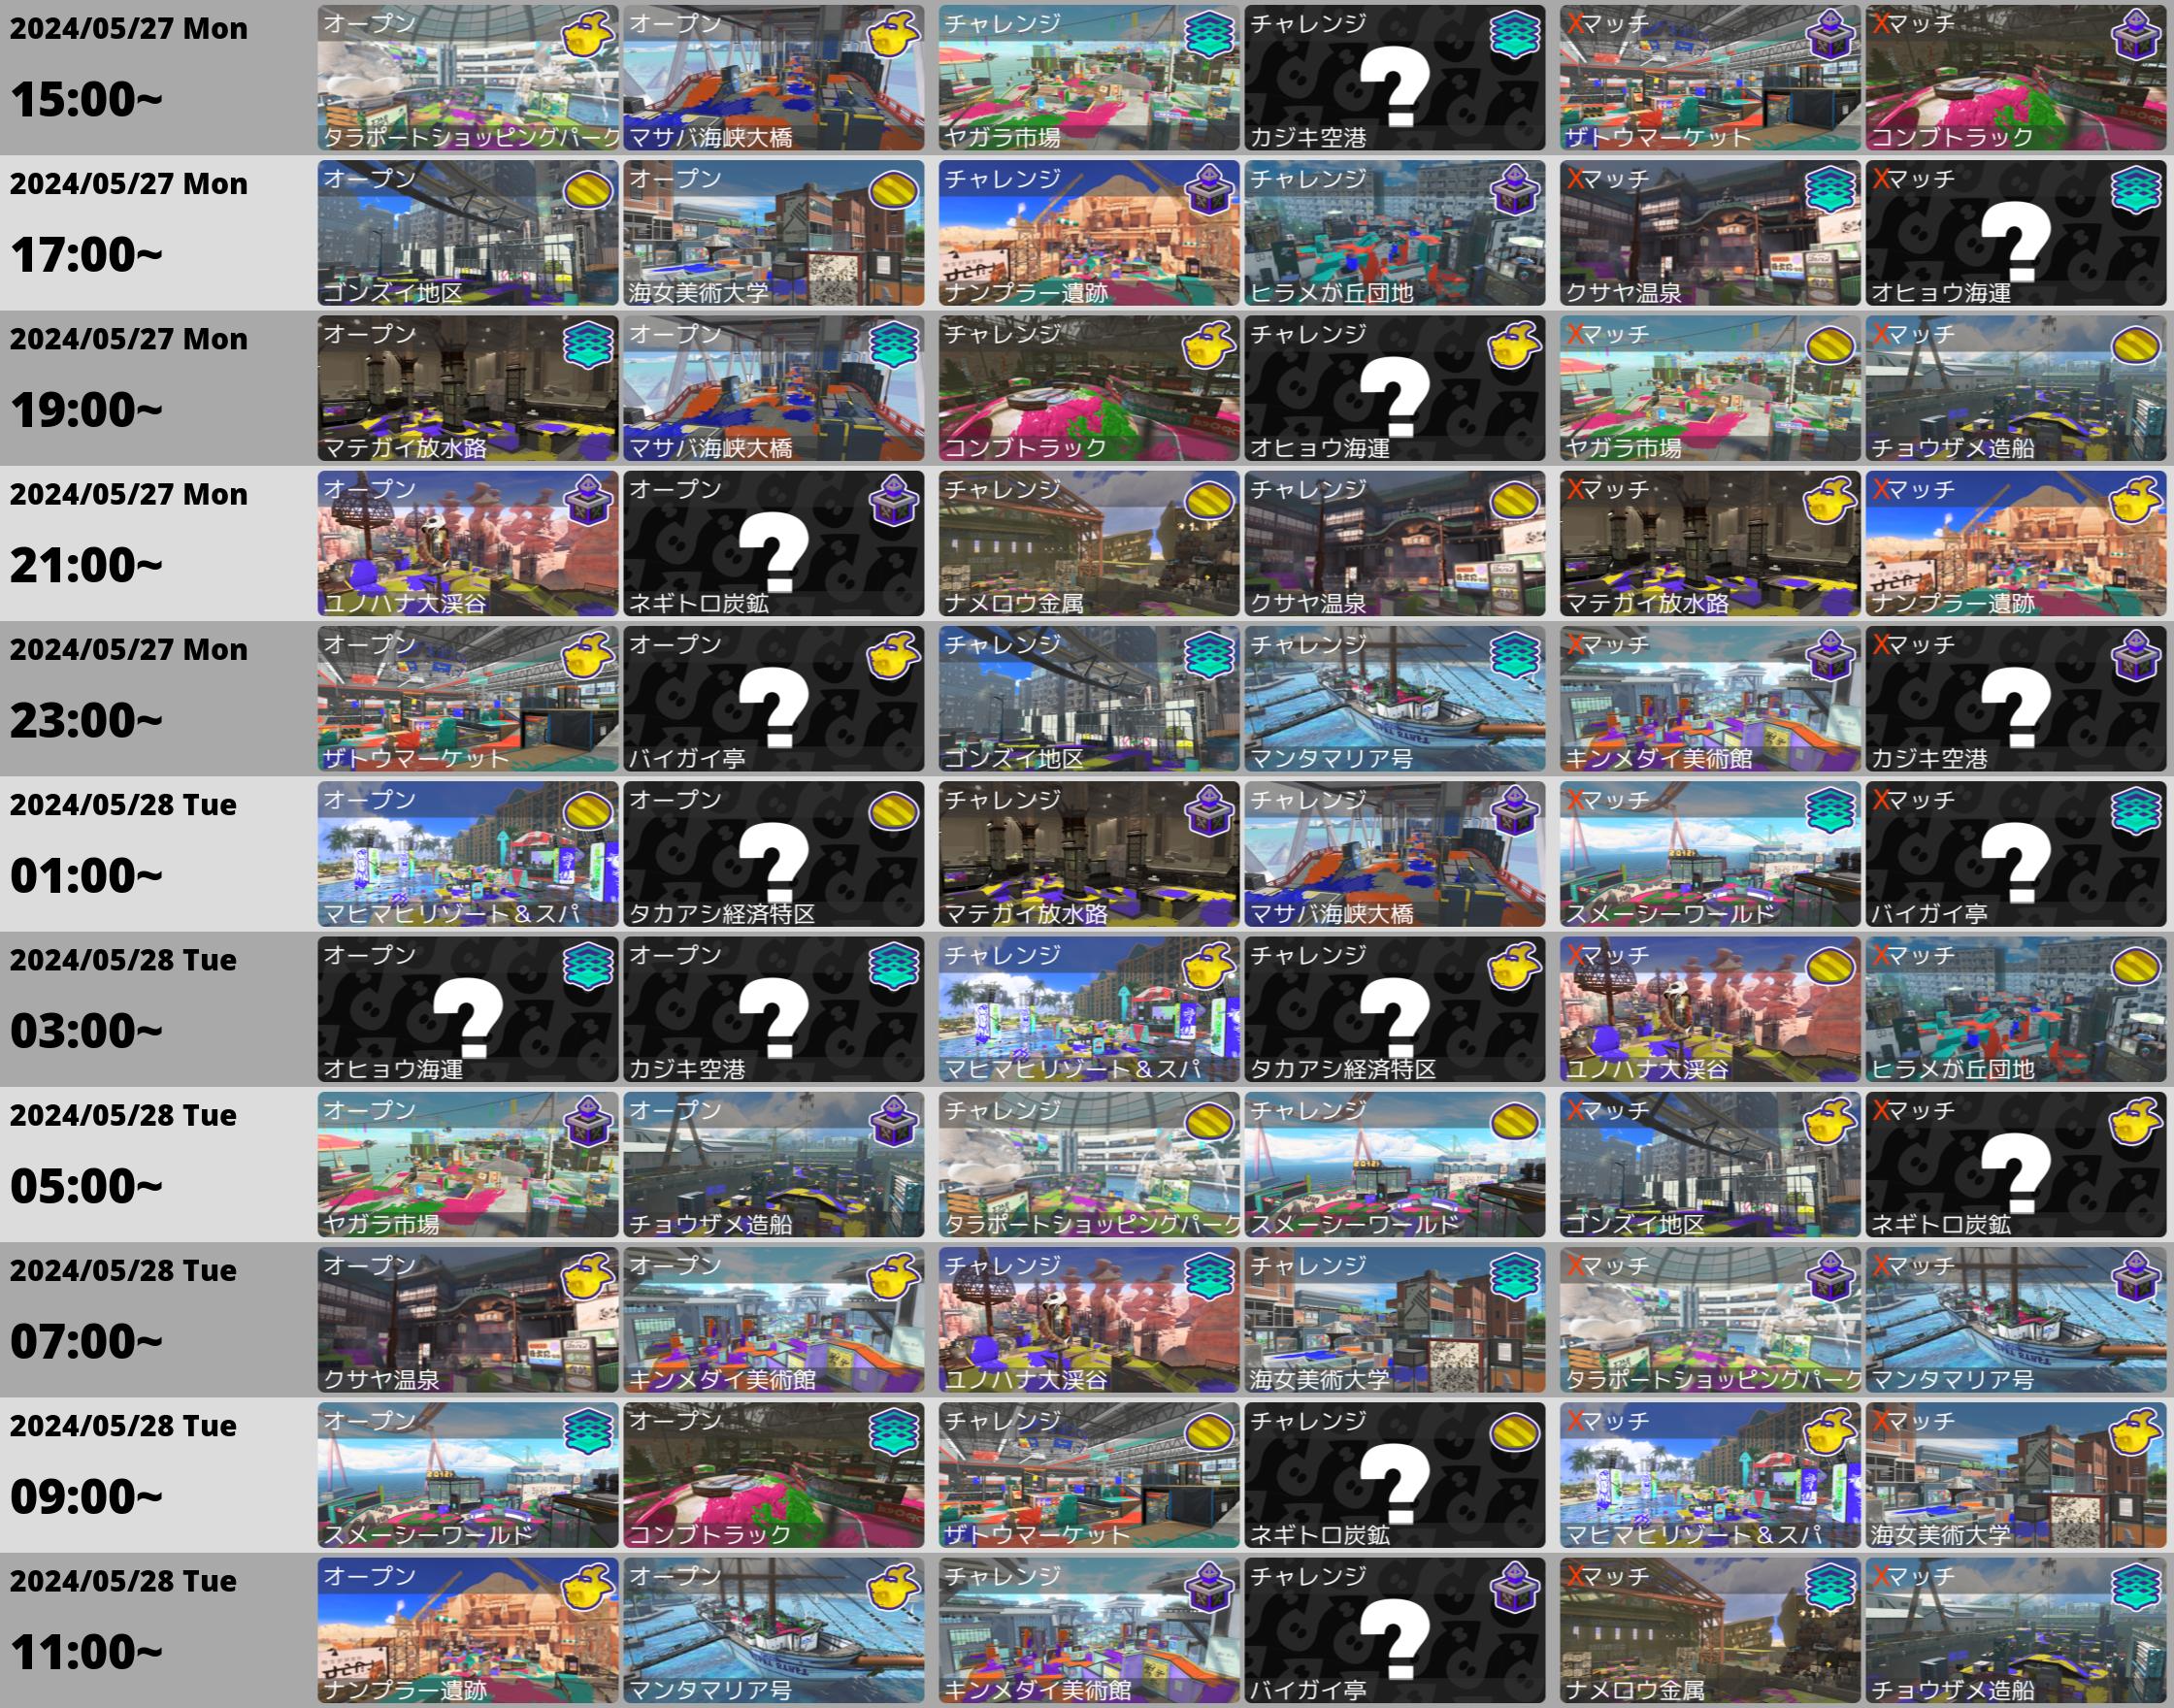 2024/05/27 Mon
15:00~
オープン オープン チャレンジ チャレンジ Xマッチ Xマッチ
タラポートショッピングパーク マサバ海峡大橋 ヤガラ市場 カジキ空港 ザトウマーケット コンブトラック
2024/05/27 Mon
17:00~
オープン オープン チャレンジ チャレンジ Xマッチ Xマッチ
ゴンズイ地区 海女美術大学 ナンプラー遺跡 ヒラメが丘団地 クサヤ温泉 オヒョウ海運
2024/05/27 Mon
19:00~
オープン オープン チャレンジ チャレンジ Xマッチ Xマッチ
マテガイ放水路 マサバ海峡大橋 コンブトラック オヒョウ海運 ヤガラ市場 チョウザメ造船
2024/05/27 Mon
21:00~
オープン オープン チャレンジ チャレンジ Xマッチ Xマッチ
ユノハナ大渓谷 ネギトロ炭鉱 ナメロウ金属 クサヤ温泉 マテガイ放水路 ナンプラー遺跡
2024/05/27 Mon
23:00~
オープン オープン チャレンジ チャレンジ Xマッチ Xマッチ
ザトウマーケット バイガイ亭 ゴンズイ地区 マンタマリア号 キンメダイ美術館 カジキ空港
2024/05/28 Tue
01:00~
オープン オープン チャレンジ チャレンジ Xマッチ Xマッチ
マヒマヒリゾート＆スパ タカアシ経済特区 マテガイ放水路 マサバ海峡大橋 スメーシーワールド バイガイ亭
2024/05/28 Tue
03:00~
オープン オープン チャレンジ チャレンジ Xマッチ Xマッチ
オヒョウ海運 カジキ空港 マヒマヒリゾート＆スパ タカアシ経済特区 ユノハナ大渓谷 ヒラメが丘団地
2024/05/28 Tue
05:00~
オープン オープン チャレンジ チャレンジ Xマッチ Xマッチ
ヤガラ市場 チョウザメ造船 タラポートショッピングパーク スメーシーワールド ゴンズイ地区 ネギトロ炭鉱
2024/05/28 Tue
07:00~
オープン オープン チャレンジ チャレンジ Xマッチ Xマッチ
クサヤ温泉 キンメダイ美術館 ユノハナ大渓谷 海女美術大学 タラポートショッピングパーク マンタマリア号
2024/05/28 Tue
09:00~
オープン オープン チャレンジ チャレンジ Xマッチ Xマッチ
スメーシーワールド コンブトラック ザトウマーケット ネギトロ炭鉱 マヒマヒリゾート＆スパ 海女美術大学
2024/05/28 Tue
11:00~
オープン オープン チャレンジ チャレンジ Xマッチ Xマッチ
ナンプラー遺跡 マンタマリア号 キンメダイ美術館 バイガイ亭 ナメロウ金属 チョウザメ造船